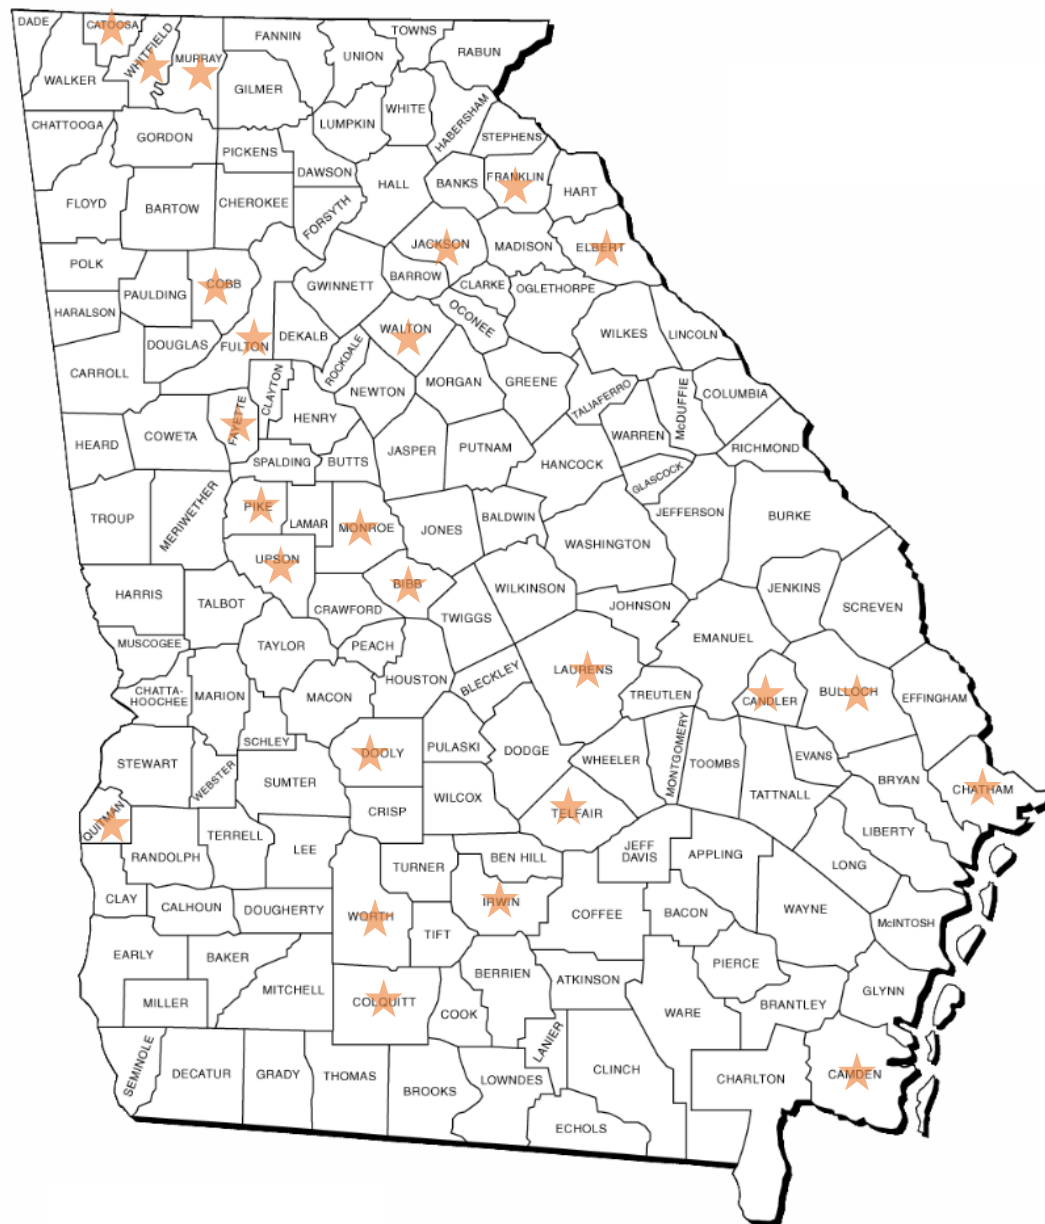 DADE
CATOOSA
WHITFIELD
MURRAY
FANNIN
UNION
TOWNS
RABUN
WALKER
GILMER
WHITE
HABERSHAM
LUMPKIN
STEPHENS
CHATTOOGA
GORDON
PICKENS
DAWSON
HALL
BANKS
FRANKLIN
HART
FLOYD
BARTOW
CHEROKEE
FORSYTH
JACKSON
MADISON
ELBERT
POLK
PAULDING
COBB
GWINNETT
BARROW
CLARKE
OGLETHORPE
HARALSON
OCONEE
DOUGLAS
FULTON
DEKALB
ROCKDALE
WALTON
WILKES
LINCOLN
CARROLL
CLAYTON
NEWTON
MORGAN
GREENE
TALIAFERRO
McDUFFIE
COLUMBIA
HEARD
COWETA
FAYETTE
HENRY
JASPER
PUTNAM
HANCOCK
WARREN
RICHMOND
SPALDING
BUTTS
GLASCOCK
TROUP
MERIWETHER
PIKE
LAMAR
MONROE
JONES
BALDWIN
WASHINGTON
JEFFERSON
BURKE
UPSON
BIBB
WILKINSON
JENKINS
SCREVEN
HARRIS
TALBOT
CRAWFORD
TWIGGS
JOHNSON
EMANUEL
MUSCOGEE
TAYLOR
PEACH
HOUSTON
BLECKLEY
LAURENS
TREUTLEN
CANDLER
BULLOCH
EFFINGHAM
CHATTA-
HOOCHEE
MARION
MACON
SCHLEY
DOOLY
PULASKI
DODGE
WHEELER
MONTGOMERY
TOOMBS
EVANS
BRYAN
CHATHAM
STEWART
WEBSTER
SUMTER
CRISP
WILCOX
TELFAIR
TATTNALL
LIBERTY
QUITMAN
RANDOLPH
TERRELL
LEE
TURNER
BEN HILL
JEFF
DAVIS
APPLING
LONG
CLAY
CALHOUN
DOUGHERTY
WORTH
TIFT
IRWIN
COFFEE
BACON
WAYNE
McINTOSH
EARLY
BAKER
MITCHELL
BERRIEN
ATKINSON
PIERCE
MILLER
COLQUITT
COOK
LANIER
WARE
BRANTLEY
GLYNN
SEMINOLE
DECATUR
GRADY
THOMAS
BROOKS
LOWNDES
CLINCH
CHARLTON
CAMDEN
ECHOLS